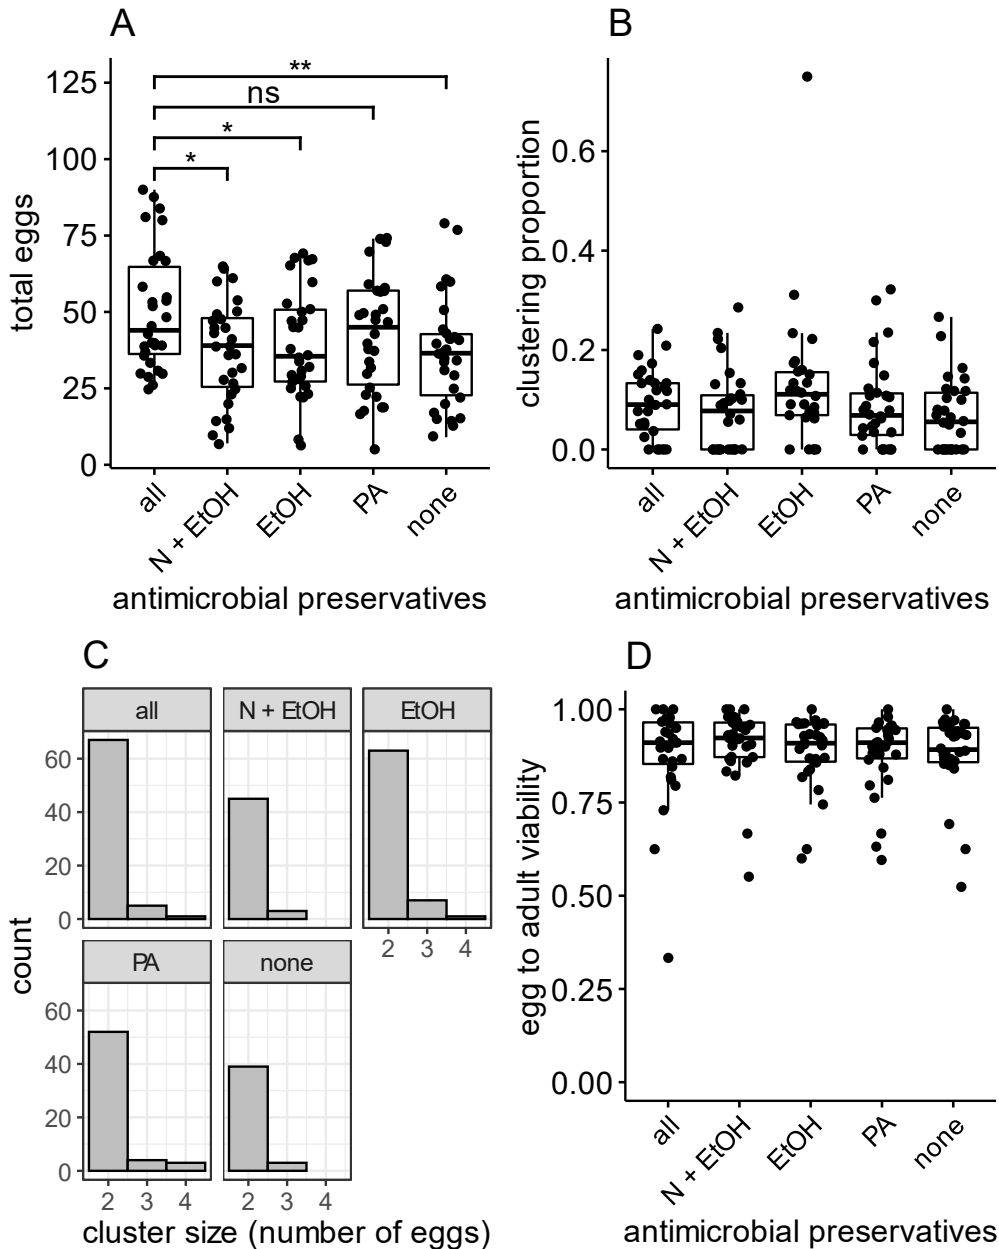 A
total eggs
125
100
75
50
25
0
**
ns
*
*
all
N + EtOH
EtOH
PA
none
antimicrobial preservatives
B
clustering proportion
0.6
0.4
0.2
0.0
all
N + EtOH
EtOH
PA
none
antimicrobial preservatives
C
count
all
N + EtOH
EtOH
60
40
20
0
2 3 4
PA
none
60
40
20
0
2 3 4
2 3 4
cluster size (number of eggs)
D
egg to adult viability
1.00
0.75
0.50
0.25
0.00
all
N + EtOH
EtOH
PA
none
antimicrobial preservatives